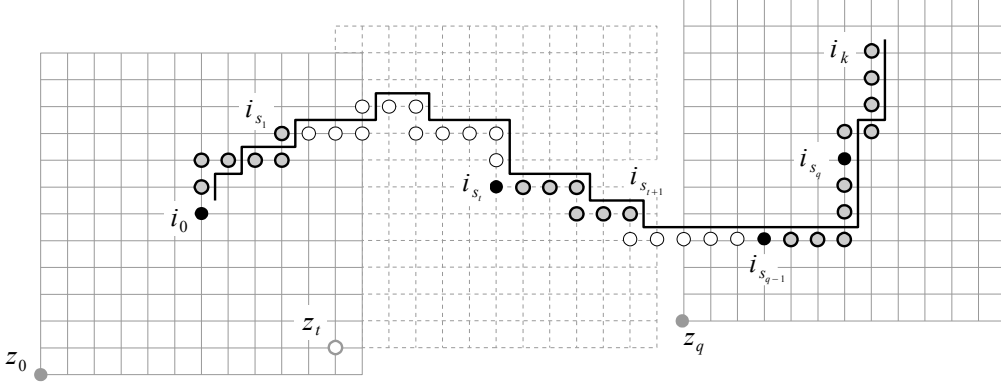 i_k
i_{s_1}
i_{s_q}
i_{s_t}
i_{s_{t+1}}
i_0
i_{s_{q-1}}
z_t
z_q
z_0